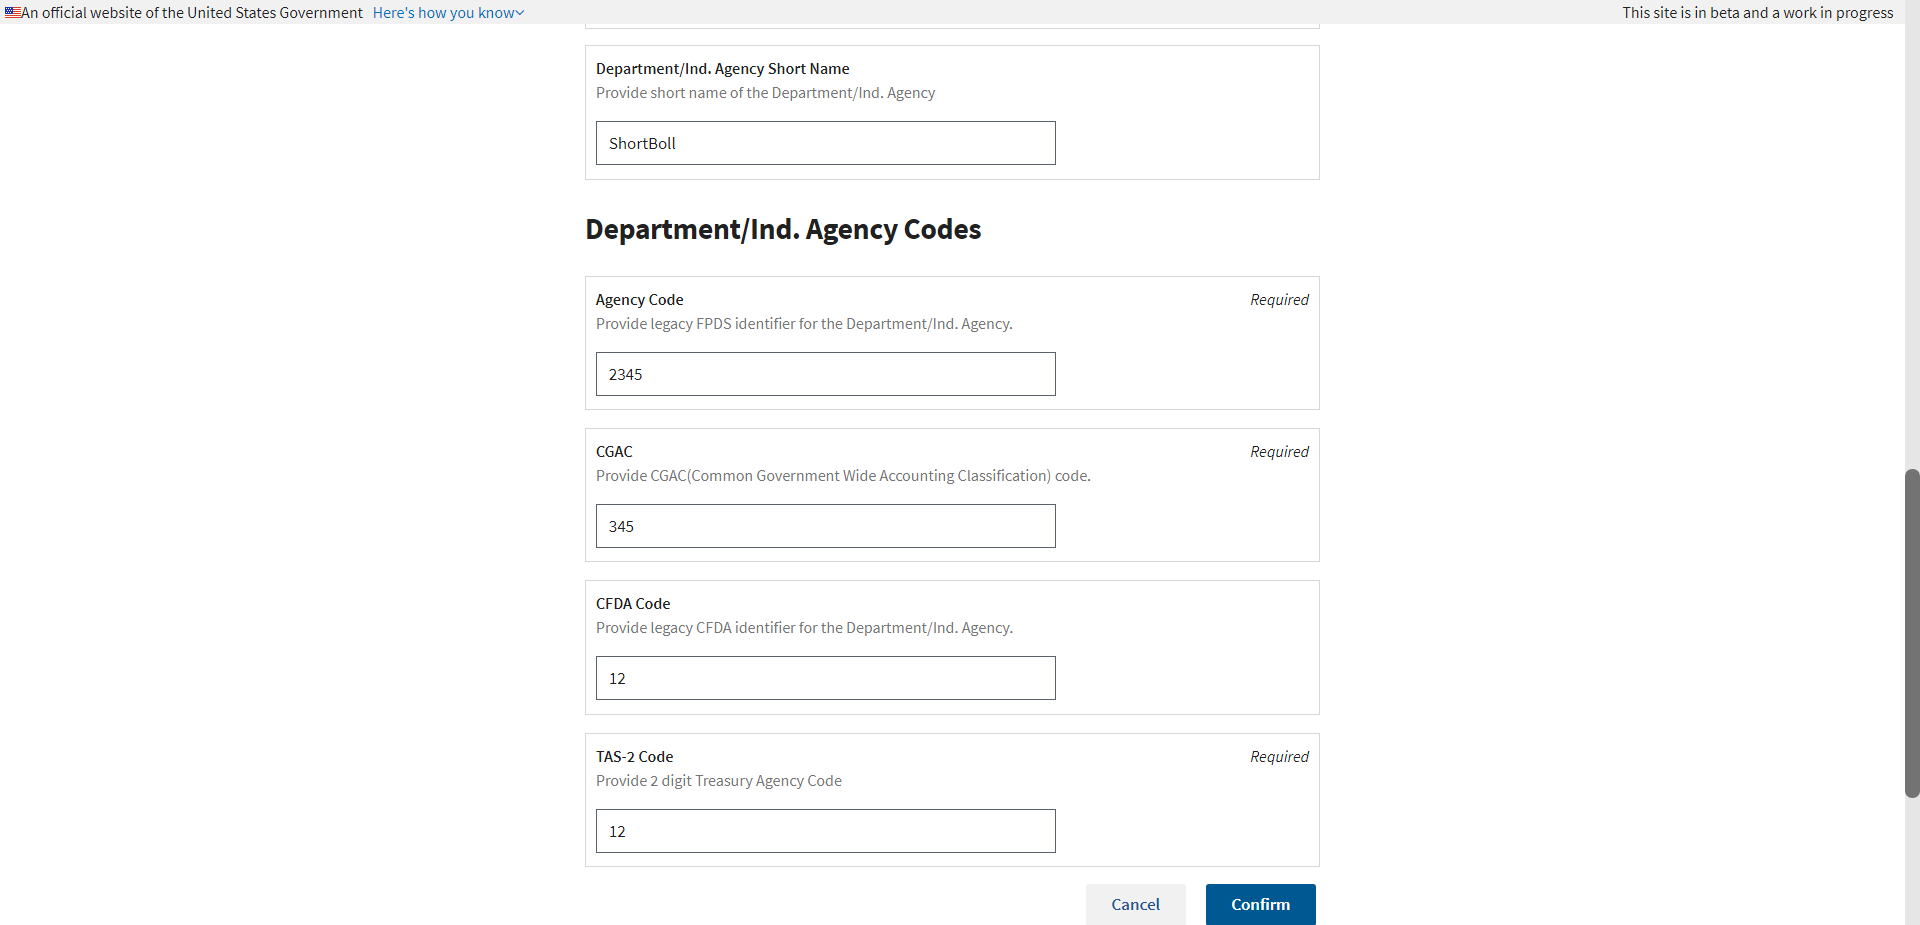 An official website of the United States Government Here's how you know
This site is in beta and a work in progress
Department/Ind. Agency Short Name
Provide short name of the Department/Ind. Agency
ShortBoll
Department/Ind. Agency Codes
Agency Code Required
Provide legacy FPDS identifier for the Department/Ind. Agency.
2345
CGAC Required
Provide CGAC(Common Government Wide Accounting Classification) code.
345
CFDA Code
Provide legacy CFDA identifier for the Department/Ind. Agency.
12
TAS-2 Code Required
Provide 2 digit Treasury Agency Code
12
Cancel Confirm